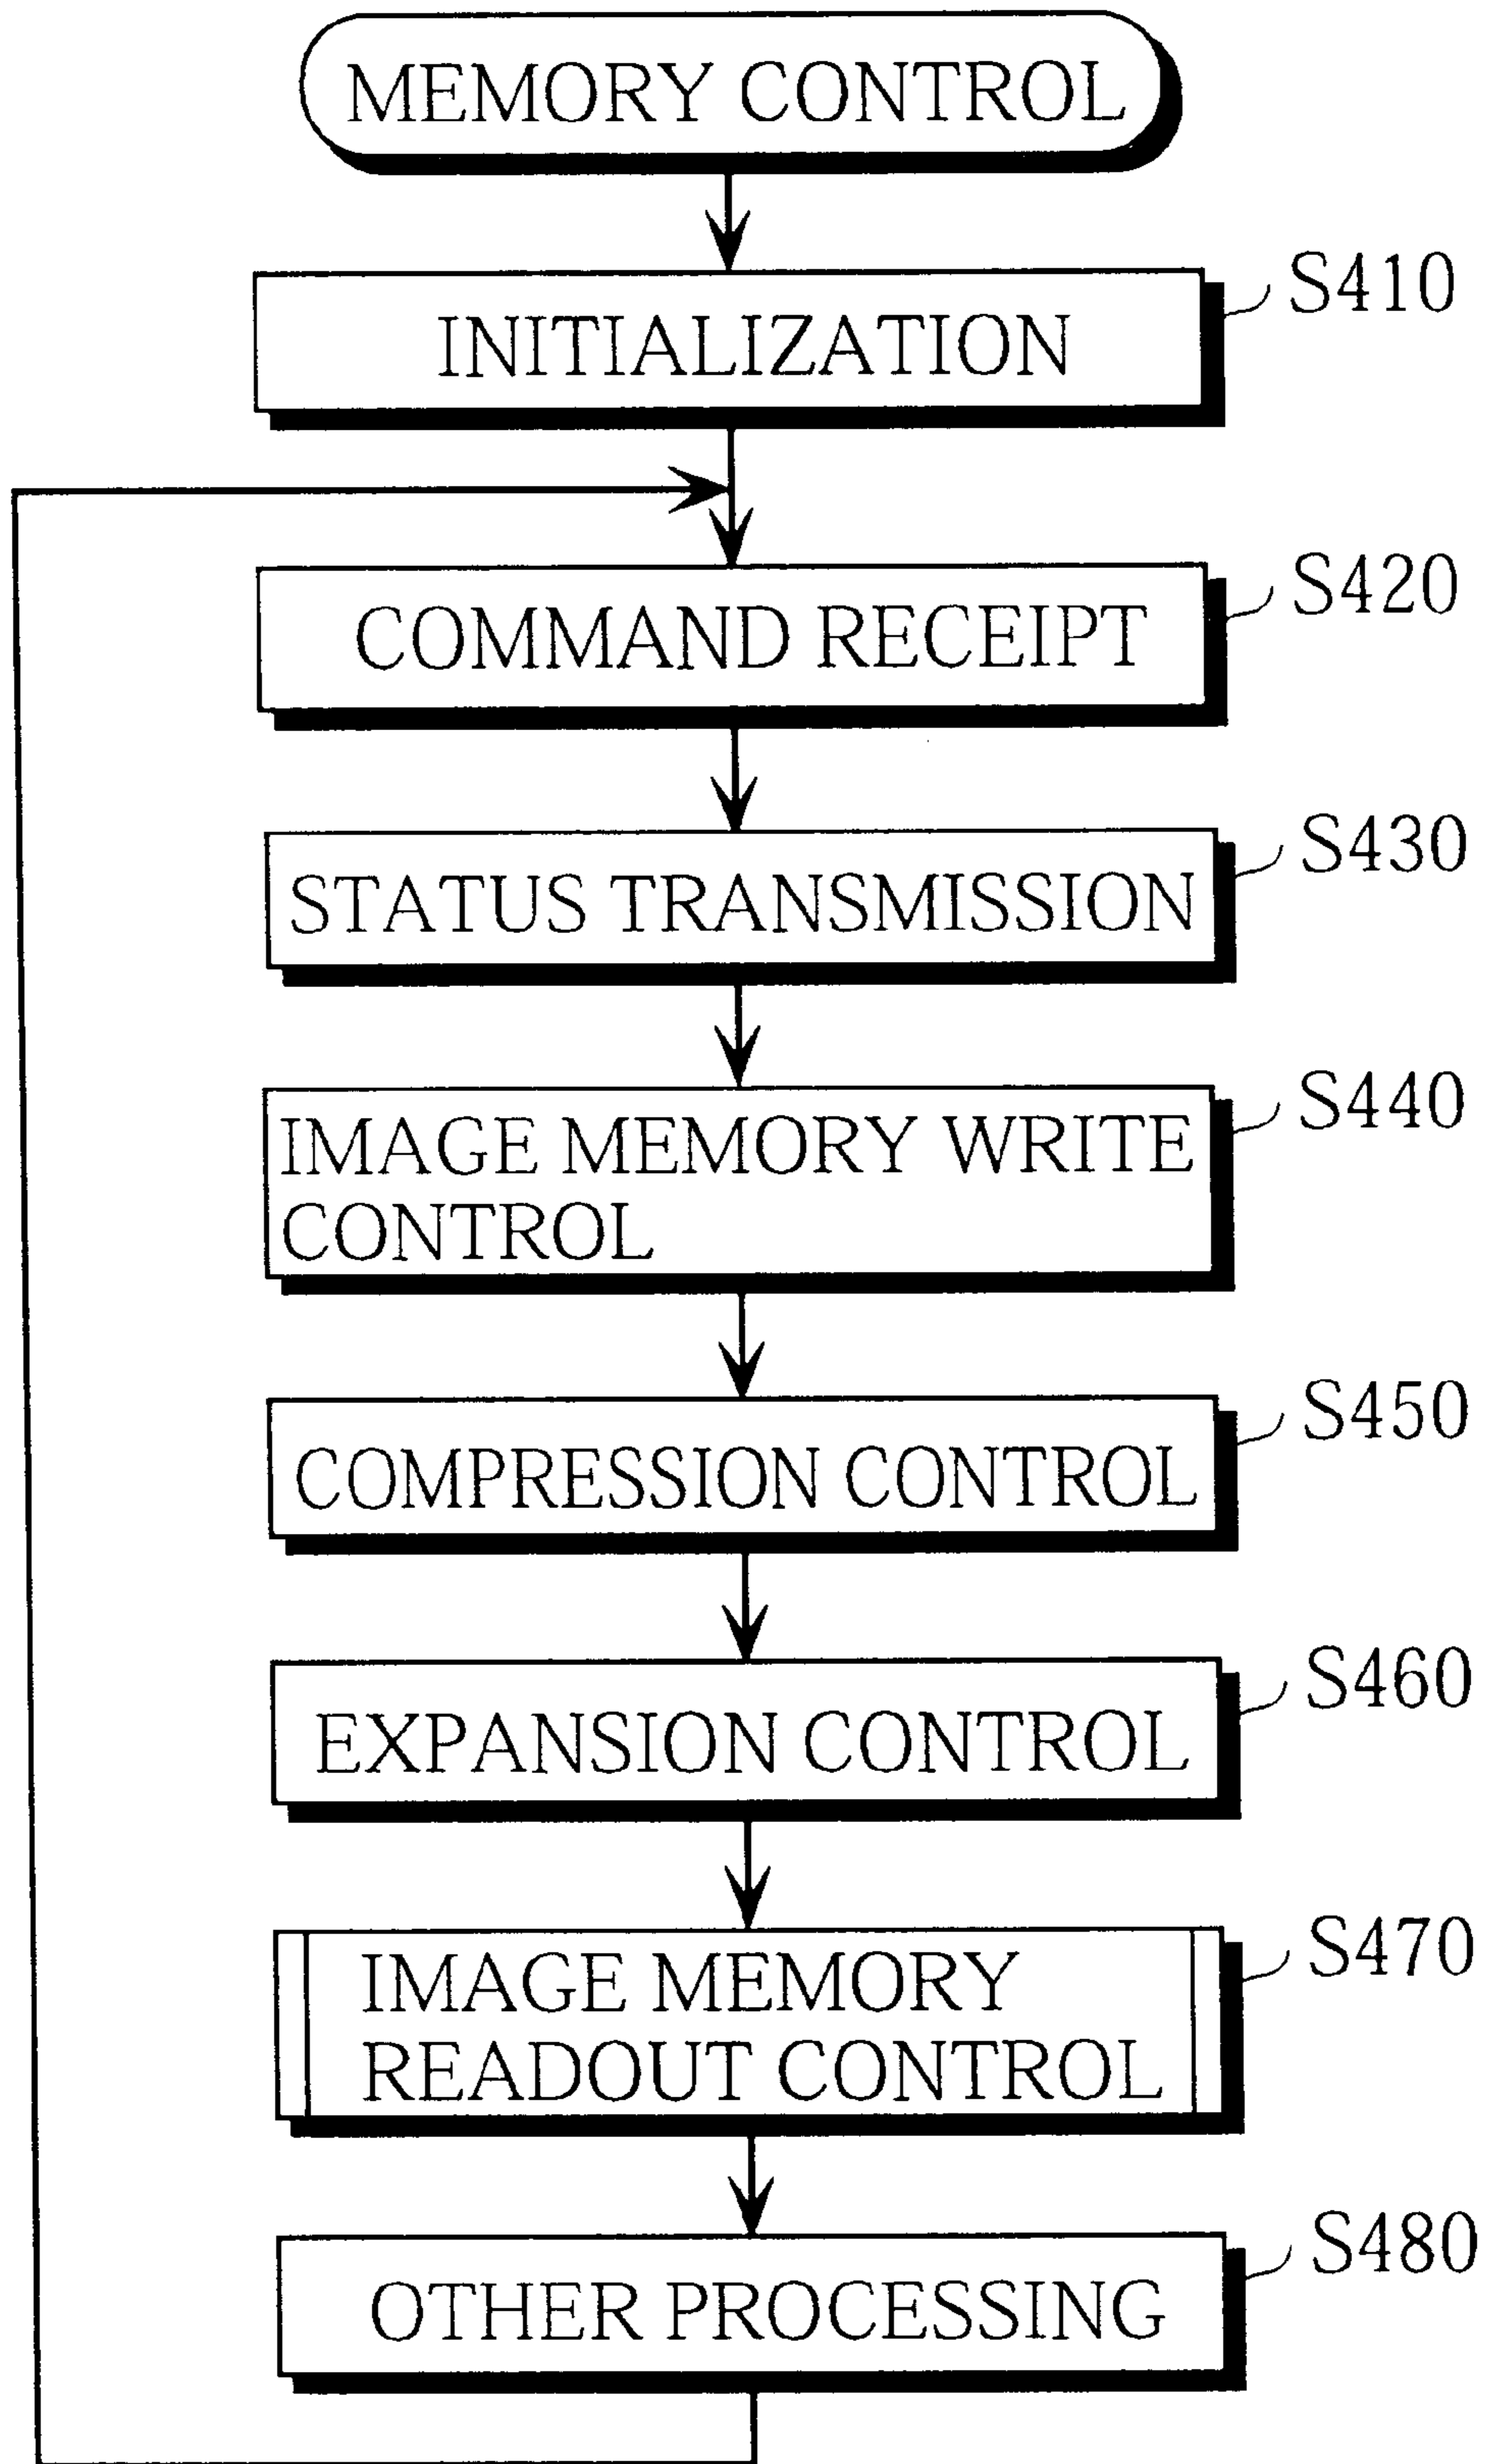 MEMORY CONTROL
INITIALIZATION
S410
COMMAND RECEIPT
S420
STATUS TRANSMISSION
S430
IMAGE MEMORY WRITE
CONTROL
S440
COMPRESSION CONTROL
S450
EXPANSION CONTROL
S460
IMAGE MEMORY
READOUT CONTROL
S470
OTHER PROCESSING
S480